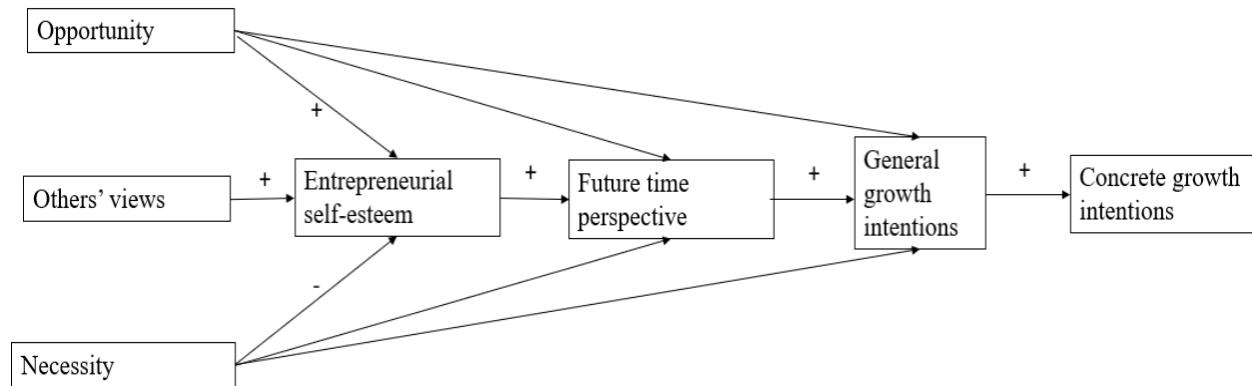 Opportunity
+
Others’ views
+
Entrepreneurial
self-esteem
+
Future time
perspective
+
General
growth
intentions
+
Concrete growth
intentions
-
Necessity